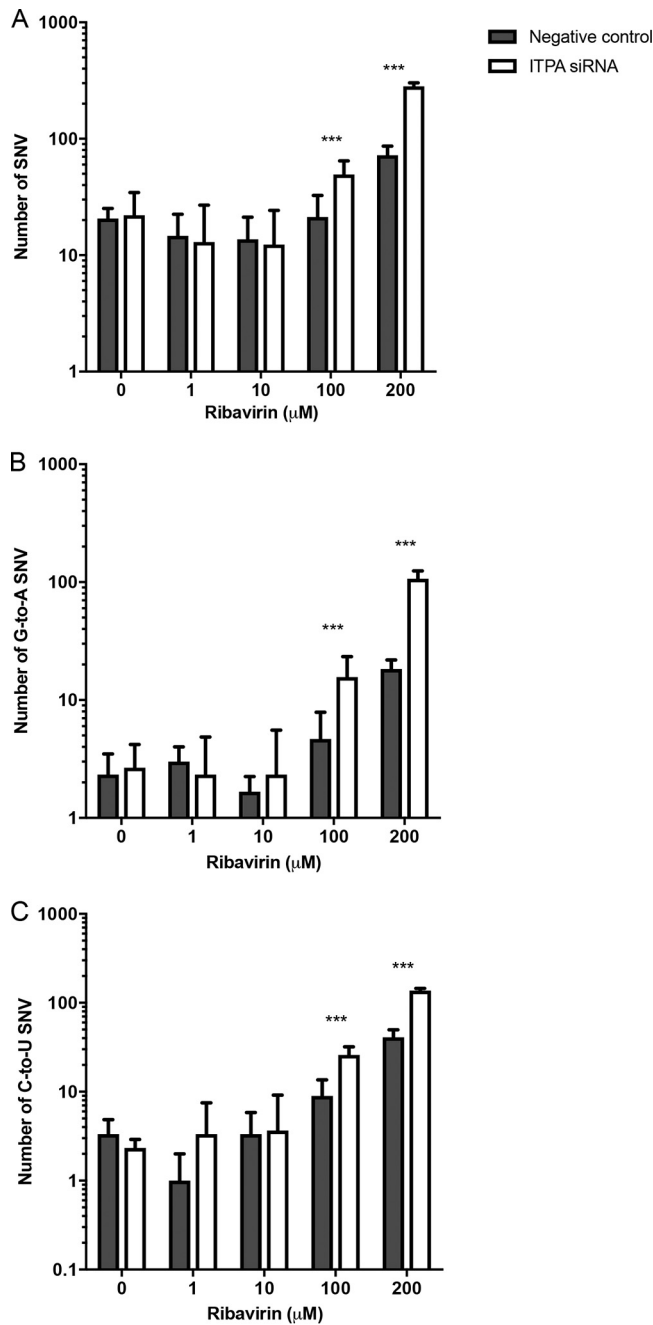 A
1000
100
10
1
Number of SNV
***
***
0 1 10 100 200
Ribavirin (μM)
Negative control
ITPA siRNA
B
1000
100
10
1
Number of G-to-A SNV
***
***
0 1 10 100 200
Ribavirin (μM)
C
1000
100
10
1
0.1
Number of C-to-U SNV
***
***
0 1 10 100 200
Ribavirin (μM)